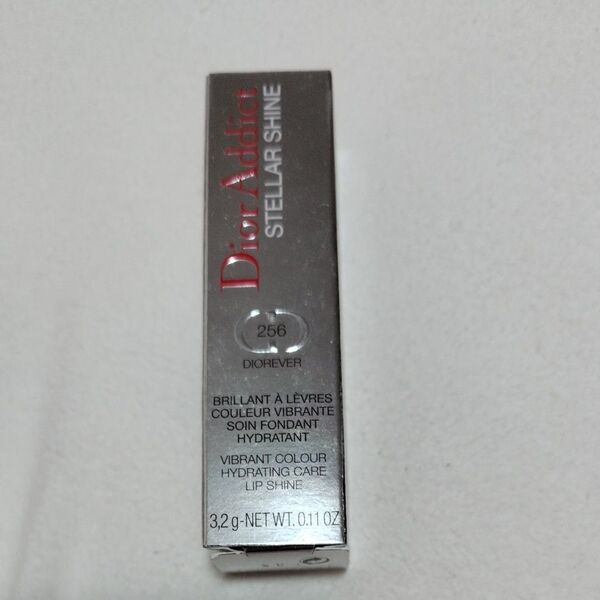 Dior Addict
STELLAR SHINE
256
DIOREVER
BRILLANT À LÈVRES
COULEUR VIBRANTE
SOIN FONDANT
HYDRATANT
VIBRANT COLOUR
HYDRATING CARE
LIP SHINE
3,2 g-NET WT. 0.11 OZ